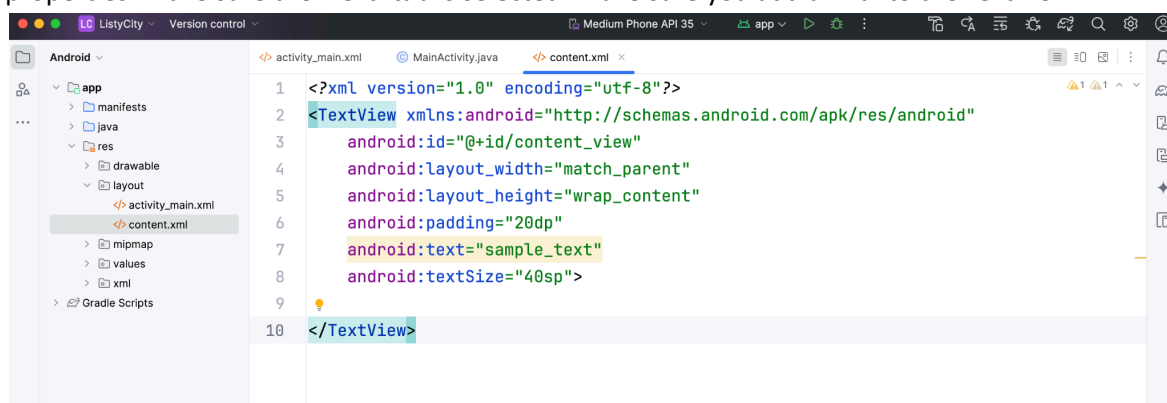 LC ListyCity Version control Medium Phone API 35 app
Android
activity_main.xml MainActivity.java content.xml
app
manifests
java
res
drawable
layout
activity_main.xml
content.xml
mipmap
values
xml
Gradle Scripts
1 <?xml version="1.0" encoding="utf-8"?>
2 <TextView xmlns:android="http://schemas.android.com/apk/res/android"
3 android:id="@+id/content_view"
4 android:layout_width="match_parent"
5 android:layout_height="wrap_content"
6 android:padding="20dp"
7 android:text="sample_text"
8 android:textSize="40sp">
9
10 </TextView>
1 1